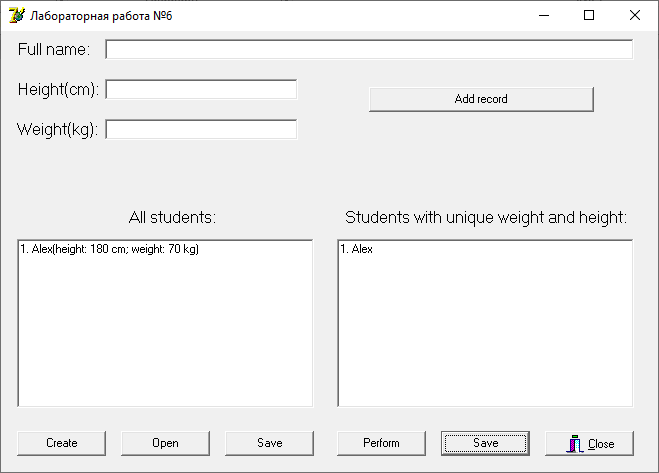 Лабораторная работа №6
Full name:
Height(cm):
Add record
Weight(kg):
All students:
Students with unique weight and height:
1. Alex(height: 180 cm; weight: 70 kg)
1. Alex
Create
Open
Save
Perform
Save
Close